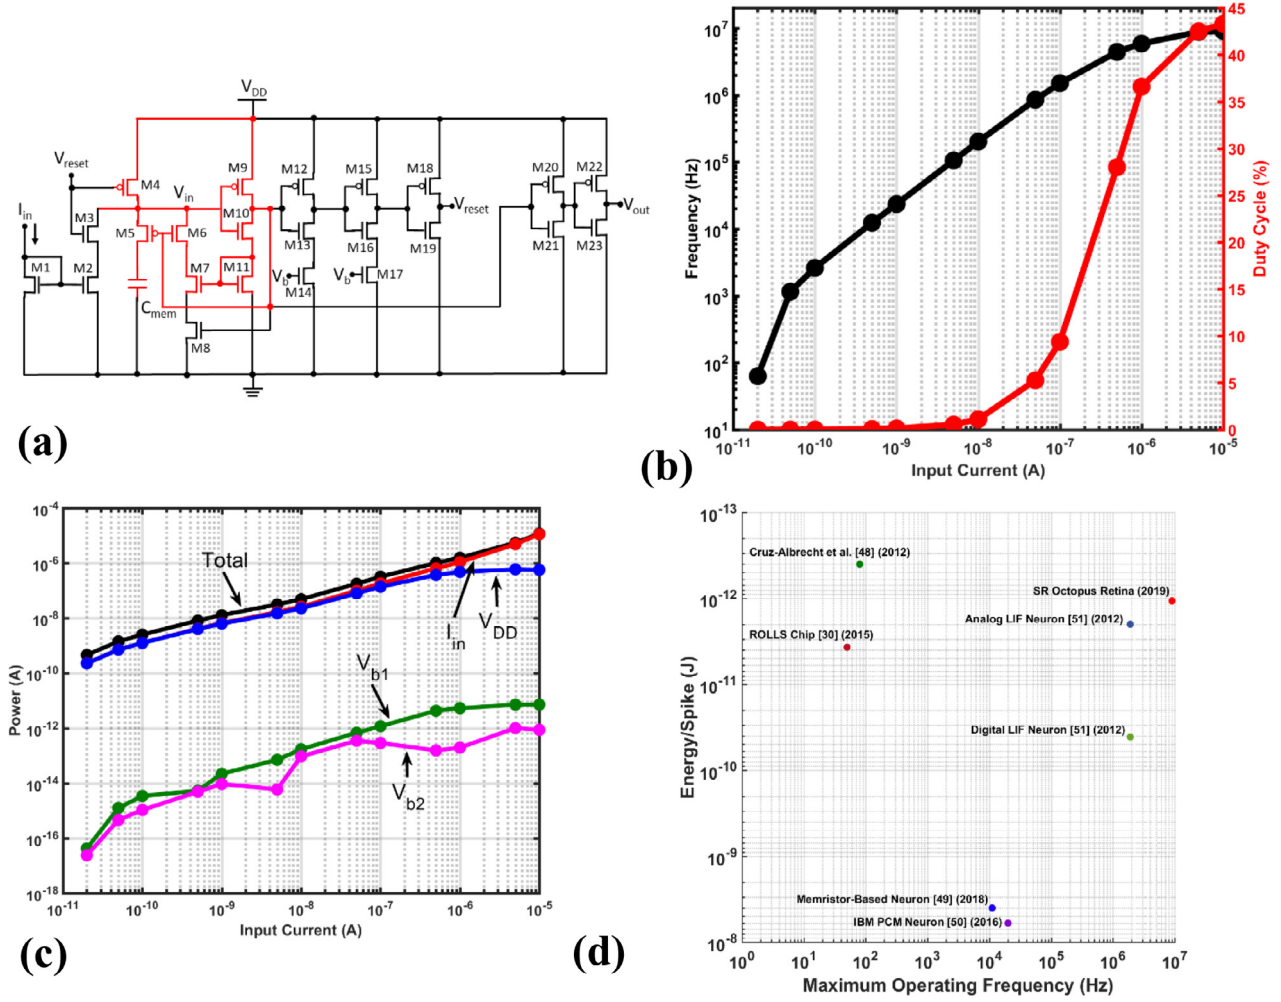 V_DD
V_reset
M4
M9
M12
M15
M18
M20
M22
I_in
M3
V_in
M5
M6
M10
V_reset
V_out
M13
M16
M19
M21
M23
M1
M2
M7
M11
V_b
M14
V_b
M17
C_mem
M8
(a)
10^7
10^6
10^5
10^4
10^3
10^2
10^1
Frequency (Hz)
45
40
35
30
25
20
15
10
5
0
Duty Cycle (%)
10^-11
10^-10
10^-9
10^-8
10^-7
10^-6
10^-5
Input Current (A)
(b)
10^-4
10^-6
10^-8
10^-10
10^-12
10^-14
10^-16
10^-18
Power (A)
Total
I_in
V_DD
V_b1
V_b2
10^-11
10^-10
10^-9
10^-8
10^-7
10^-6
10^-5
Input Current (A)
(c)
10^-13
10^-12
10^-11
10^-10
10^-9
10^-8
Energy/Spike (J)
Cruz-Albrecht et al. [48] (2012)
SR Octopus Retina (2019)
Analog LIF Neuron [51] (2012)
ROLLS Chip [30] (2015)
Digital LIF Neuron [51] (2012)
Memristor-Based Neuron [49] (2018)
IBM PCM Neuron [50] (2016)
10^0
10^1
10^2
10^3
10^4
10^5
10^6
10^7
Maximum Operating Frequency (Hz)
(d)